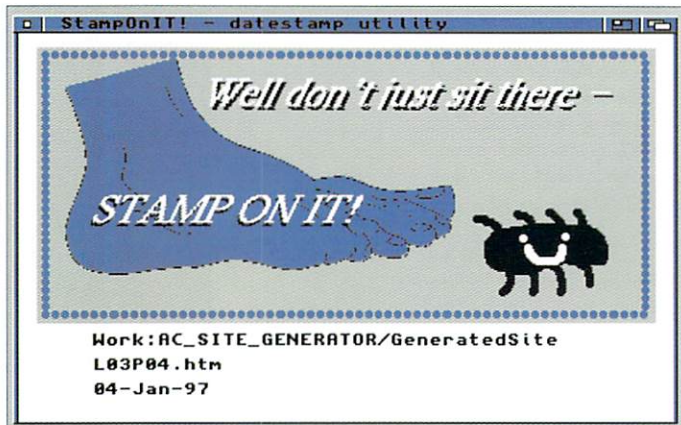 StampOnIT! - datestamp utility
Well don't just sit there -
STAMP ON IT!
Work:AC_SITE_GENERATOR/GeneratedSite
L03P04.htm
04-Jan-97